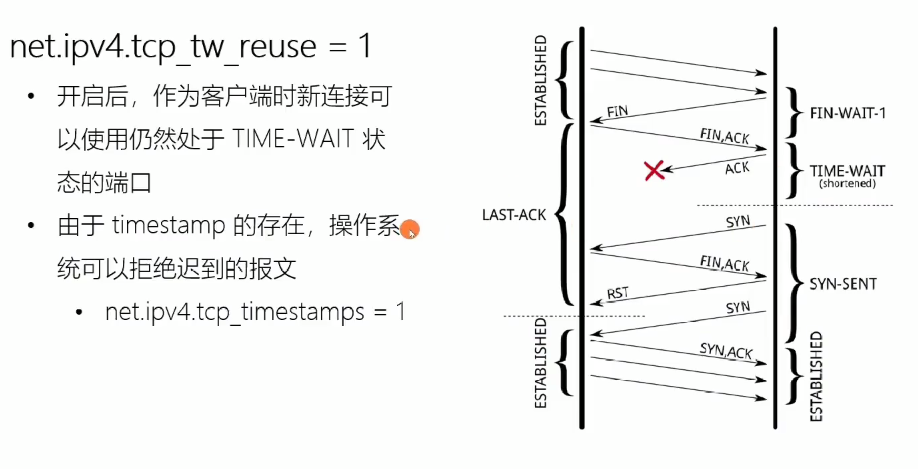 net.ipv4.tcp_tw_reuse = 1
• 开启后，作为客户端时新连接可
以使用仍然处于 TIME-WAIT 状
态的端口
• 由于 timestamp 的存在，操作系
统可以拒绝迟到的报文
• net.ipv4.tcp_timestamps = 1
ESTABLISHED
FIN
FIN-WAIT-1
FIN,ACK
ACK
TIME-WAIT
(shortened)
LAST-ACK
SYN
FIN,ACK
SYN-SENT
RST
SYN
SYN,ACK
ESTABLISHED
ESTABLISHED